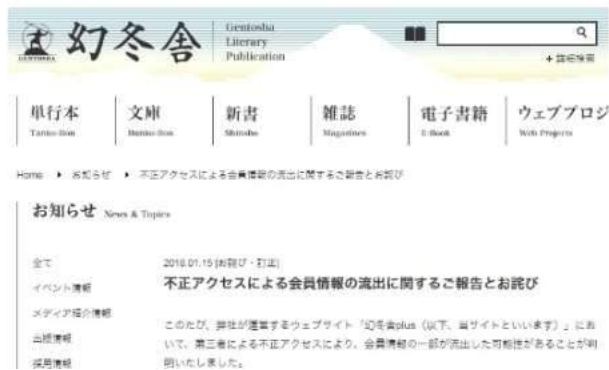 幻冬舎
Gentosha
Literary
Publication
GENTOSHA
+ 詳細検索
単行本 文庫 新書 雑誌 電子書籍 ウェブプロジ
Tanko-Bon Bunko-Bon Shinsho Magazines E-Book Web Projects
Home ▶ お知らせ ▶ 不正アクセスによる会員情報の流出に関するご報告とお詫び
お知らせ News & Topics
全て
イベント情報
メディア紹介情報
出版情報
採用情報
2018.01.15 [お詫び・訂正]
不正アクセスによる会員情報の流出に関するご報告とお詫び
このたび、弊社が運営するウェブサイト「幻冬舎plus（以下、当サイトといいます）」にお
いて、第三者による不正アクセスにより、会員情報の一部が流出した可能性があることが判
明いたしました。